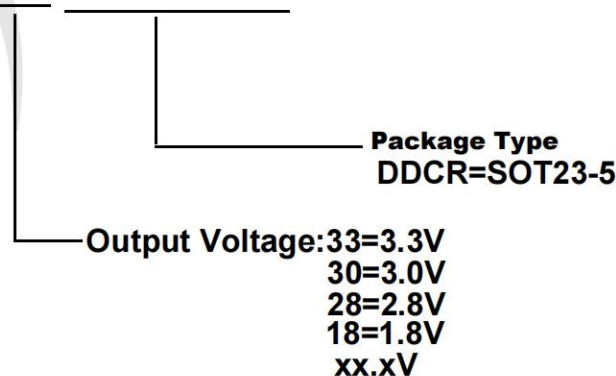 Package Type
DDCR=SOT23-5
Output Voltage:33=3.3V
30=3.0V
28=2.8V
18=1.8V
xx.xV